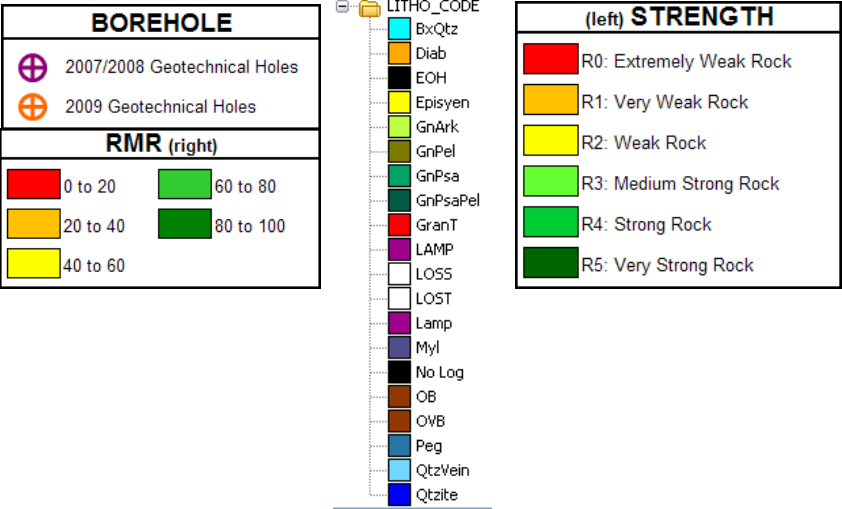 BOREHOLE
2007/2008 Geotechnical Holes
2009 Geotechnical Holes
RMR (right)
0 to 20
60 to 80
20 to 40
80 to 100
40 to 60
LITHO_CODE
BxQtz
Diab
EOH
Episyen
GnArk
GnPel
GnPsa
GnPsaPel
GranT
LAMP
LOSS
LOST
Lamp
Myl
No Log
OB
OVB
Peg
QtzVein
Qtzite
(left) STRENGTH
R0: Extremely Weak Rock
R1: Very Weak Rock
R2: Weak Rock
R3: Medium Strong Rock
R4: Strong Rock
R5: Very Strong Rock